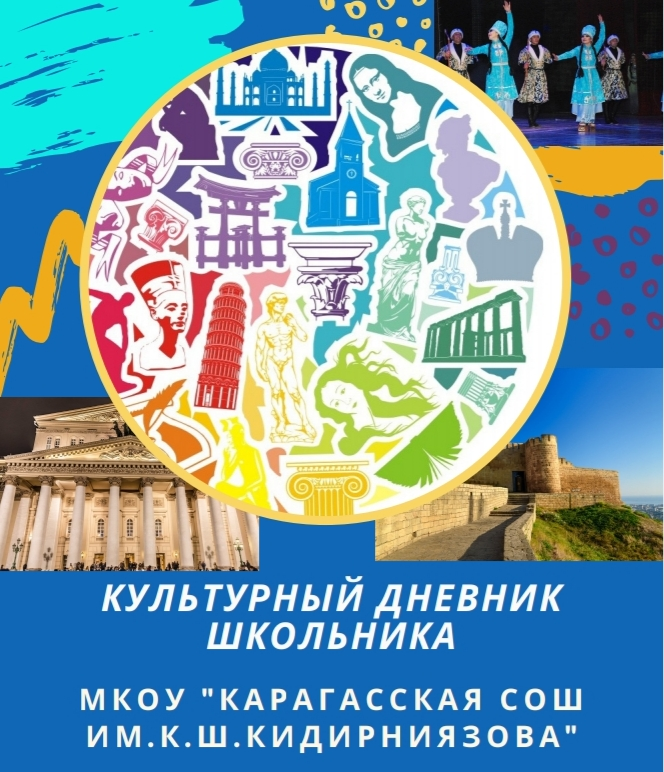 КУЛЬТУРНЫЙ ДНЕВНИК
ШКОЛЬНИКА
МКОУ "КАРАГАССКАЯ СОШ
ИМ.К.Ш.КИДИРНИЯЗОВА"